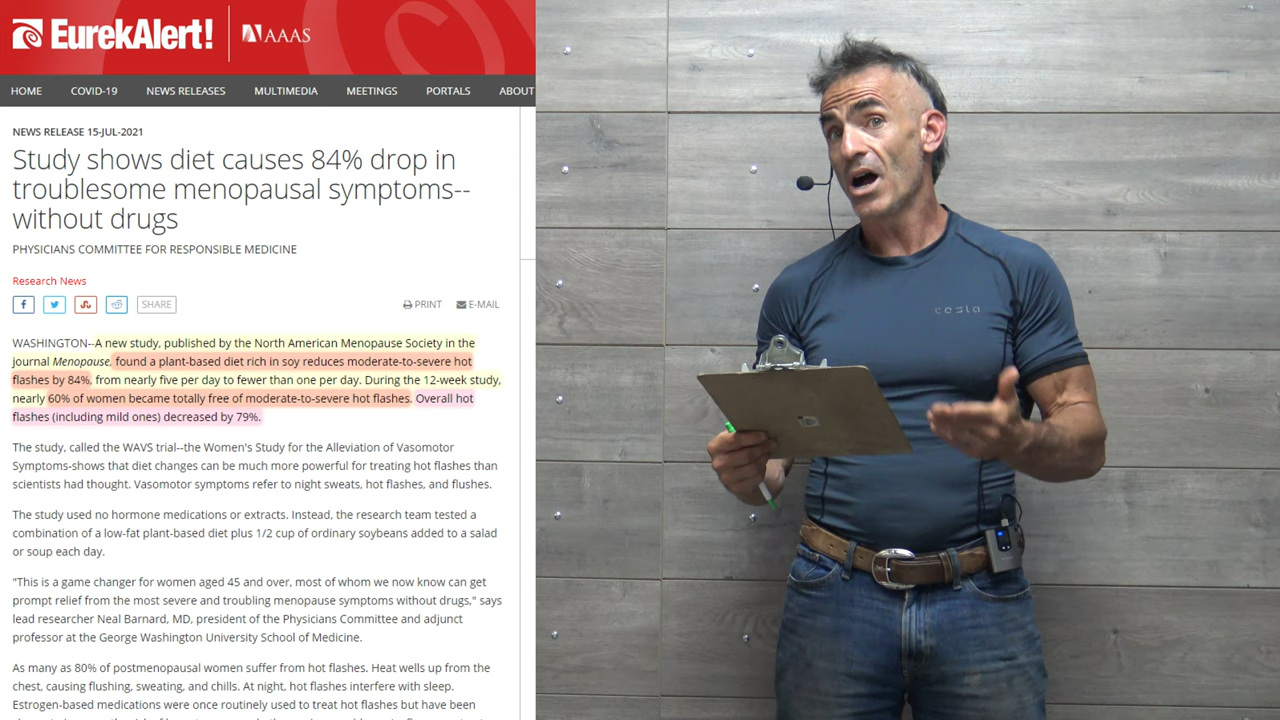 EurekAlert! AAAS
HOME COVID-19 NEWS RELEASES MULTIMEDIA MEETINGS PORTALS ABOUT
NEWS RELEASE 15-JUL-2021
Study shows diet causes 84% drop in
troublesome menopausal symptoms--
without drugs
PHYSICIANS COMMITTEE FOR RESPONSIBLE MEDICINE
Research News
SHARE PRINT E-MAIL
WASHINGTON--A new study, published by the North American Menopause Society in the
journal Menopause, found a plant-based diet rich in soy reduces moderate-to-severe hot
flashes by 84%, from nearly five per day to fewer than one per day. During the 12-week study,
nearly 60% of women became totally free of moderate-to-severe hot flashes. Overall hot
flashes (including mild ones) decreased by 79%.
The study, called the WAVS trial--the Women's Study for the Alleviation of Vasomotor
Symptoms-shows that diet changes can be much more powerful for treating hot flashes than
scientists had thought. Vasomotor symptoms refer to night sweats, hot flashes, and flushes.
The study used no hormone medications or extracts. Instead, the research team tested a
combination of a low-fat plant-based diet plus 1/2 cup of ordinary soybeans added to a salad
or soup each day.
"This is a game changer for women aged 45 and over, most of whom we now know can get
prompt relief from the most severe and troubling menopause symptoms without drugs," says
lead researcher Neal Barnard, MD, president of the Physicians Committee and adjunct
professor at the George Washington University School of Medicine.
As many as 80% of postmenopausal women suffer from hot flashes. Heat wells up from the
chest, causing flushing, sweating, and chills. At night, hot flashes interfere with sleep.
Estrogen-based medications were once routinely used to treat hot flashes but have been
tesla